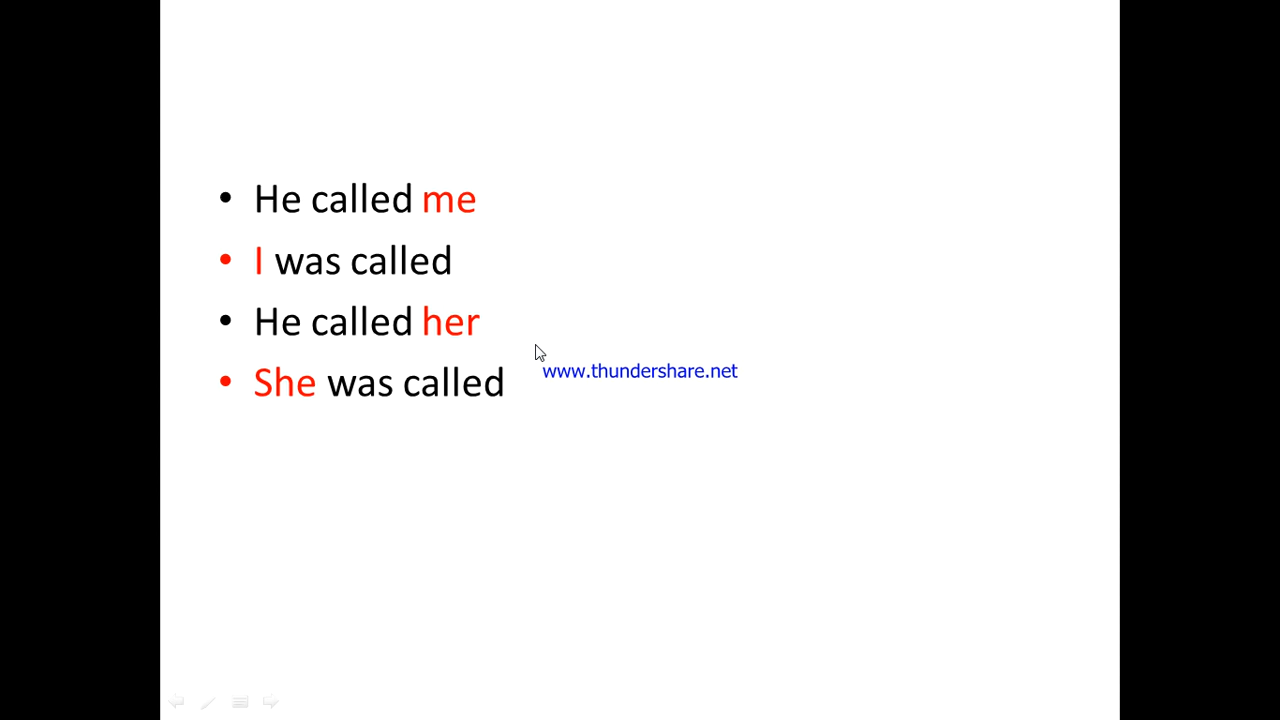 • He called me
• I was called
• He called her
www.thundershare.net
• She was called